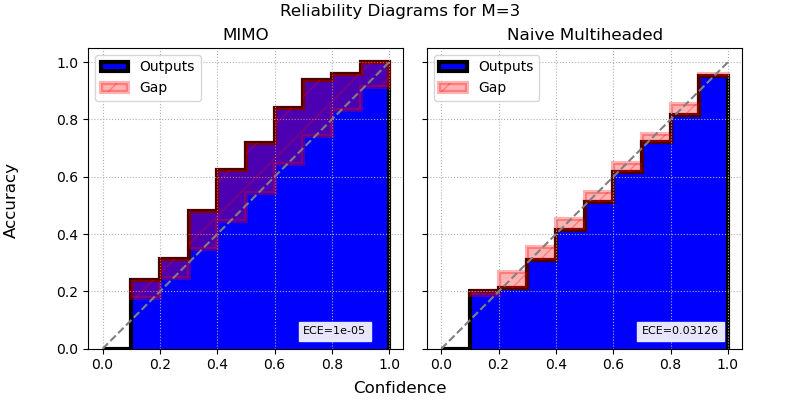 Reliability Diagrams for M=3
MIMO
Naive Multiheaded
Accuracy
1.0
0.8
0.6
0.4
0.2
0.0
Outputs
Gap
ECE=1e-05
0.0 0.2 0.4 0.6 0.8 1.0
Outputs
Gap
ECE=0.03126
0.0 0.2 0.4 0.6 0.8 1.0
Confidence